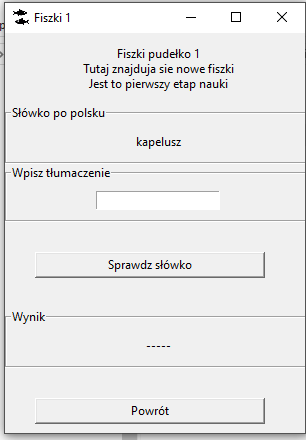 Fiszki 1
Fiszki pudełko 1
Tutaj znajduja sie nowe fiszki
Jest to pierwszy etap nauki
Słówko po polsku
kapelusz
Wpisz tłumaczenie
Sprawdz słówko
Wynik
-----
Powrót